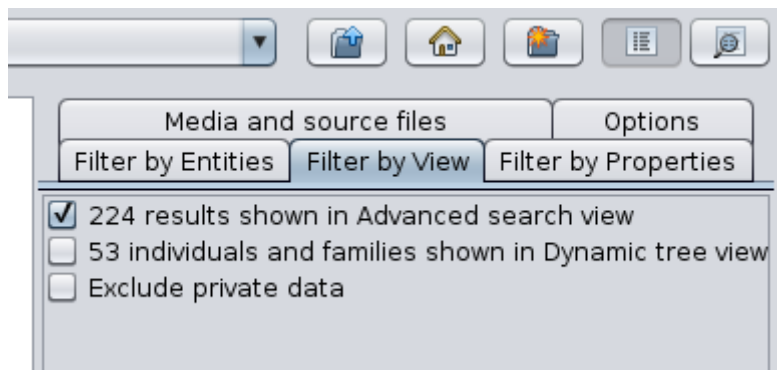 Media and source files Options
Filter by Entities Filter by View Filter by Properties
224 results shown in Advanced search view
53 individuals and families shown in Dynamic tree view
Exclude private data